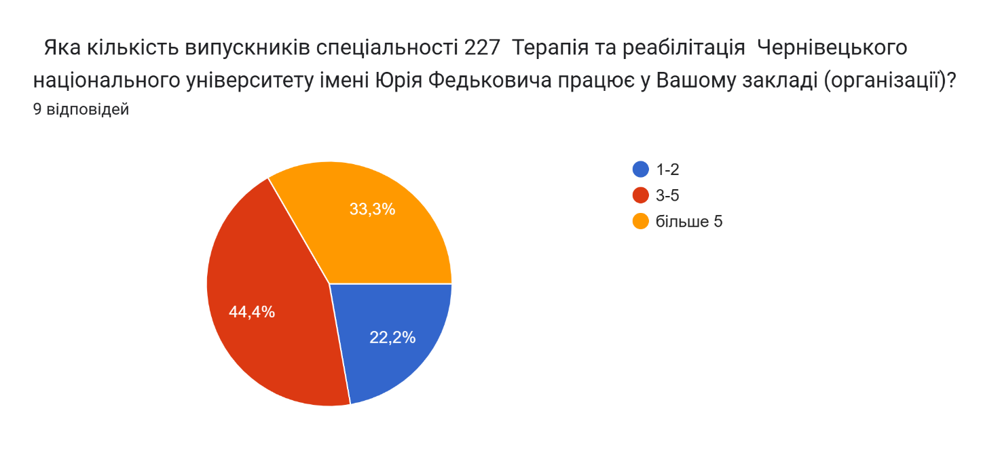 Яка кількість випускників спеціальності 227 Терапія та реабілітація Чернівецького
національного університету імені Юрія Федьковича працює у Вашому закладі (організації)?
9 відповідей
1-2
3-5
більше 5
33,3%
44,4%
22,2%